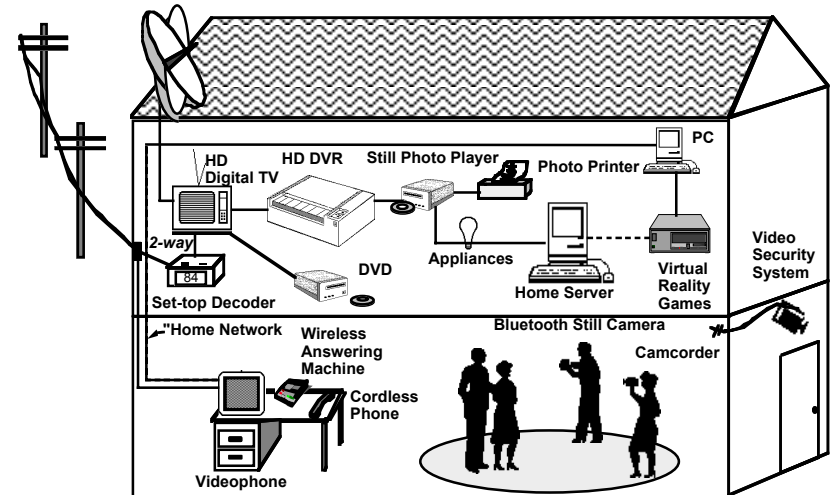 PC
HD
Digital TV
HD DVR
Still Photo Player
Photo Printer
2-way
84
Set-top Decoder
DVD
Appliances
Home Server
Virtual
Reality
Games
Video
Security
System
"Home Network
Wireless
Answering
Machine
Cordless
Phone
Videophone
Bluetooth Still Camera
Camcorder